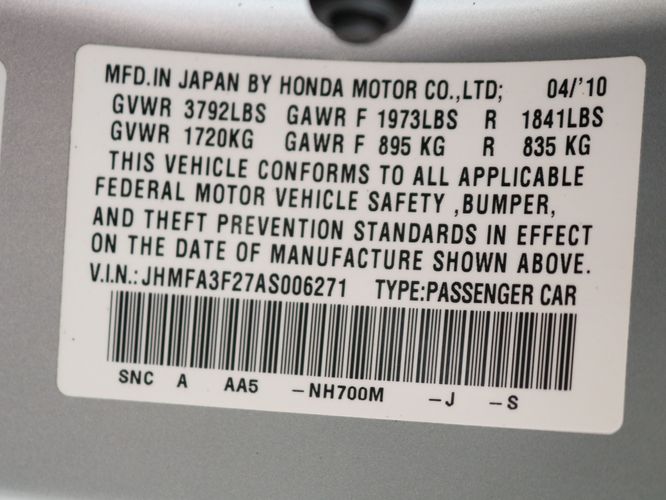 MFD.IN JAPAN BY HONDA MOTOR CO.,LTD; 04/'10
GVWR 3792LBS GAWR F 1973LBS R 1841LBS
GVWR 1720KG GAWR F 895 KG R 835 KG
THIS VEHICLE CONFORMS TO ALL APPLICABLE
FEDERAL MOTOR VEHICLE SAFETY ,BUMPER,
AND THEFT PREVENTION STANDARDS IN EFFECT
ON THE DATE OF MANUFACTURE SHOWN ABOVE.
V.I.N.: JHMFA3F27AS006271 TYPE:PASSENGER CAR
SNC A AA5 -NH700M -J -S